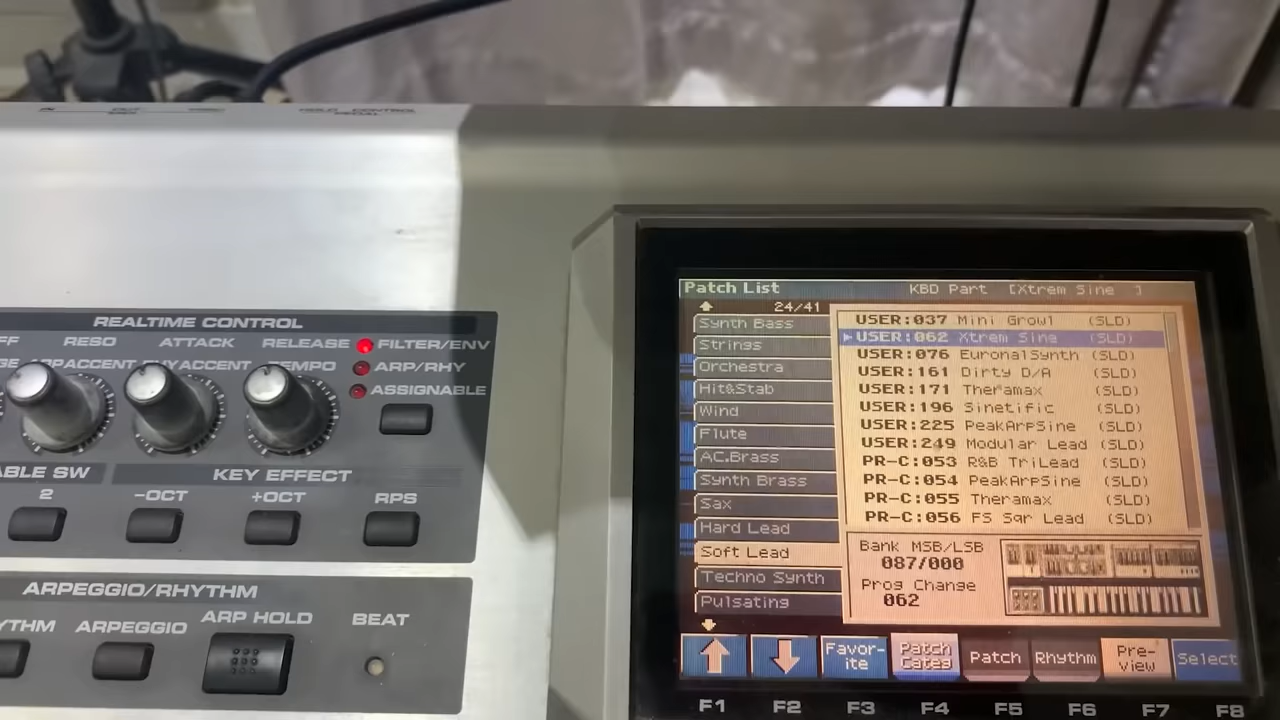 HOLD CONTROL
PEDAL
REALTIME CONTROL
RESO ATTACK RELEASE FILTER/ENV
TEMPO ARP/RHY
ASSIGNABLE
ABLE SW KEY EFFECT
2 -OCT +OCT RPS
ARPEGGIO/RHYTHM
YTHM ARPEGGIO ARP HOLD BEAT
Patch List KBD Part [Xtrem Sine ]
24/41
Synth Bass
Strings
Orchestra
Hit&Stab
Wind
Flute
AC.Brass
Synth Brass
Sax
Hard Lead
Soft Lead
Techno Synth
Pulsating
USER:037 Mini Growl (SLD)
USER:062 Xtrem Sine (SLD)
USER:076 EuronalSynth (SLD)
USER:161 Dirty D/A (SLD)
USER:171 Theramax (SLD)
USER:196 Sinetific (SLD)
USER:225 PeakArpSine (SLD)
USER:249 Modular Lead (SLD)
PR-C:053 R&B TriLead (SLD)
PR-C:054 PeakArpSine (SLD)
PR-C:055 Theramax (SLD)
PR-C:056 FS Sqr Lead (SLD)
Bank MSB/LSB
087/000
Prog Change
062
Favor-
ite
Patch
Categ
Patch
Rhythm
Pre-
view
Select
F1 F2 F3 F4 F5 F6 F7 F8